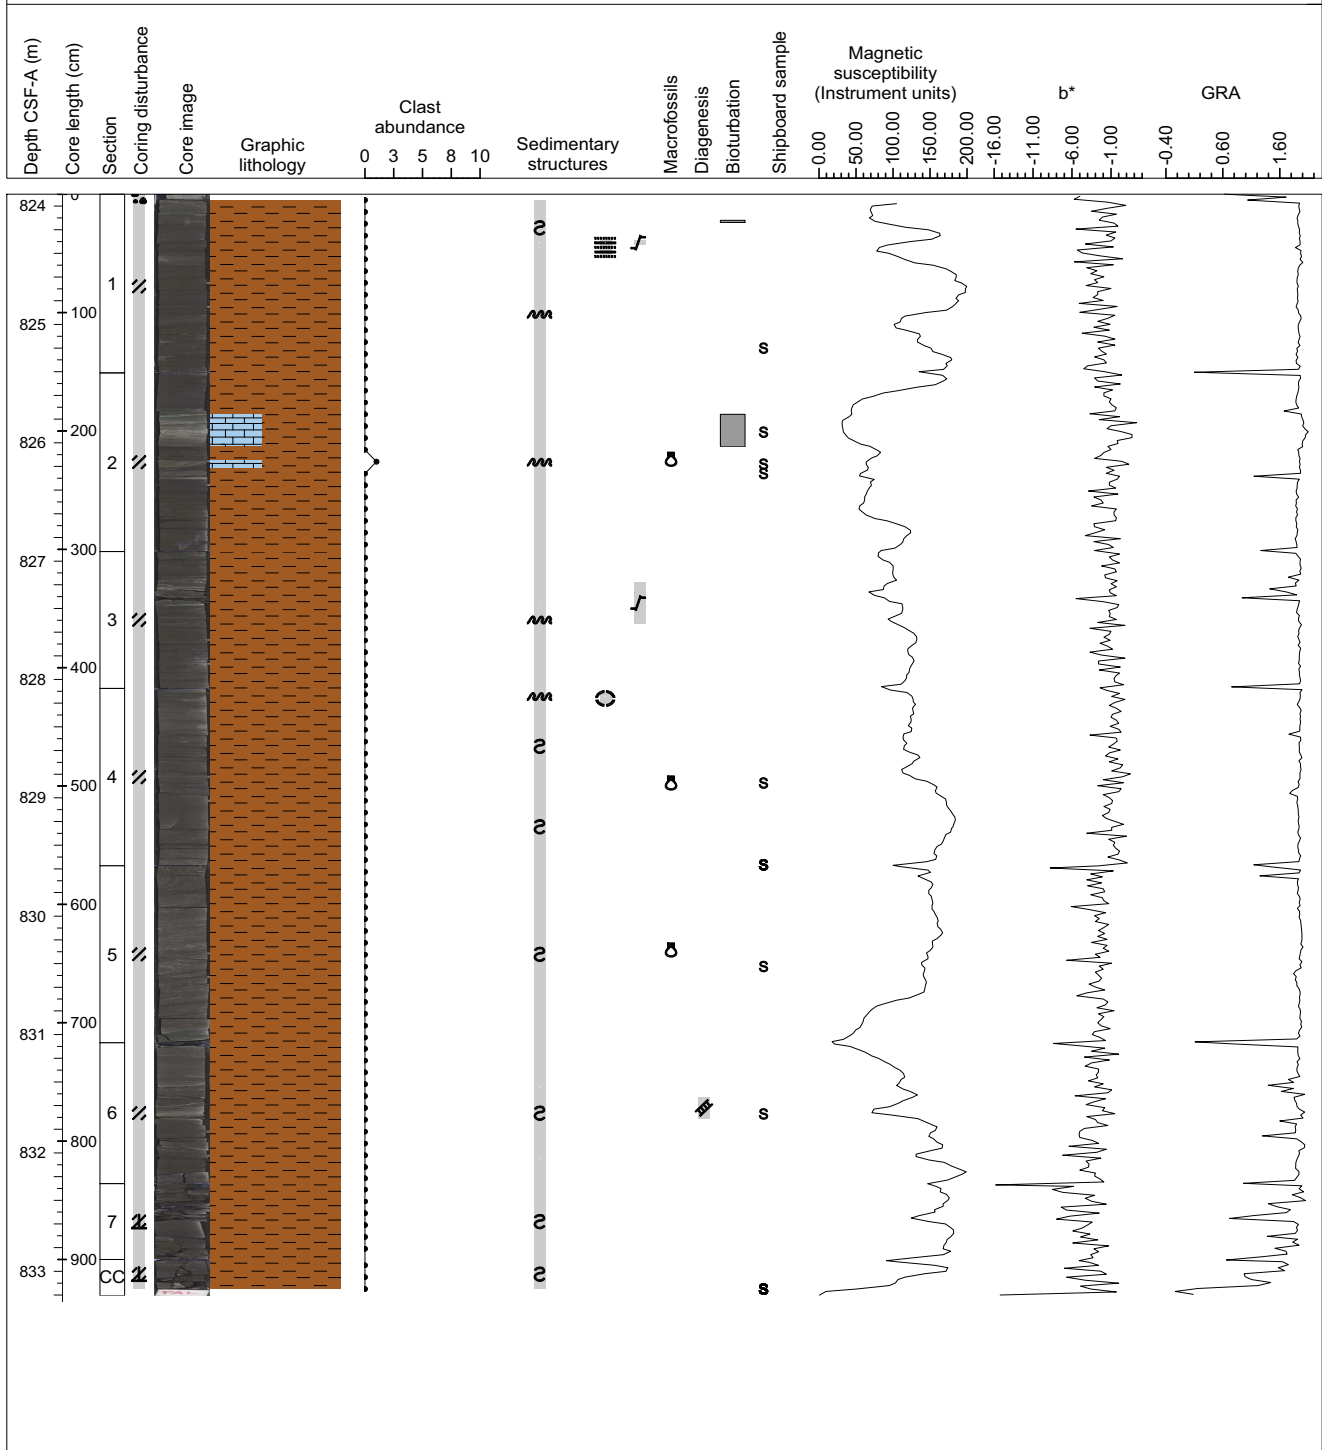 Depth CSF-A (m)
Core length (cm)
Section
Coring disturbance
Core image
Graphic
lithology
Clast
abundance
0 3 5 8 10
Sedimentary
structures
Macrofossils
Diagenesis
Bioturbation
Shipboard sample
Magnetic
susceptibility
(Instrument units)
0.00
50.00
100.00
150.00
200.00
b*
-16.00
-11.00
-6.00
-1.00
GRA
-0.40
0.60
1.60
824
825
826
827
828
829
830
831
832
833
0
100
200
300
400
500
600
700
800
900
1
2
3
4
5
6
7
CC
S
S
S
S
S
S
S
S
S
S